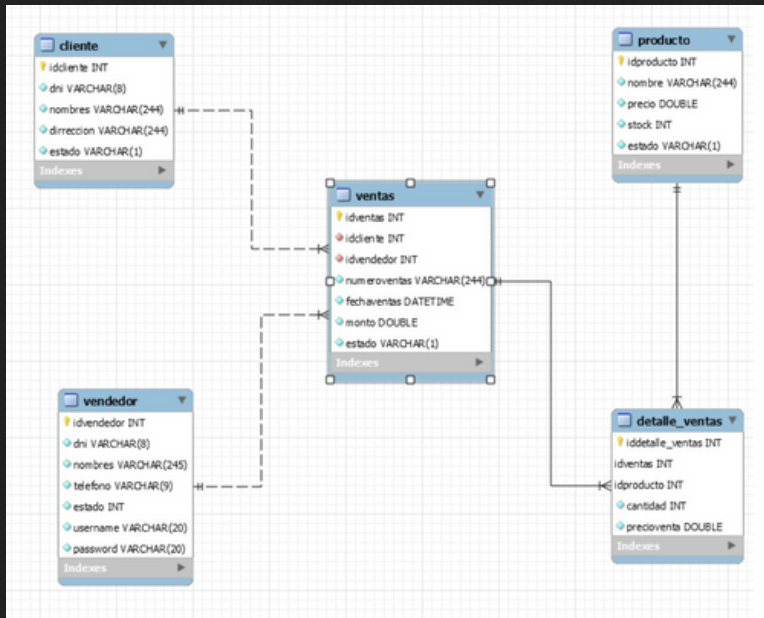 cliente
idcliente INT
dni VARCHAR(8)
nombres VARCHAR(244)
dirreccion VARCHAR(244)
estado VARCHAR(1)
Indexes
producto
idproducto INT
nombre VARCHAR(244)
precio DOUBLE
stock INT
estado VARCHAR(1)
Indexes
ventas
idventas INT
idcliente INT
idvendedor INT
numeroventas VARCHAR(244)
fechaventas DATETIME
monto DOUBLE
estado VARCHAR(1)
Indexes
vendedor
idvendedor INT
dni VARCHAR(8)
nombres VARCHAR(245)
telefono VARCHAR(9)
estado INT
username VARCHAR(20)
password VARCHAR(20)
Indexes
detalle_ventas
iddetalle_ventas INT
idventas INT
idproducto INT
cantidad INT
precioventa DOUBLE
Indexes